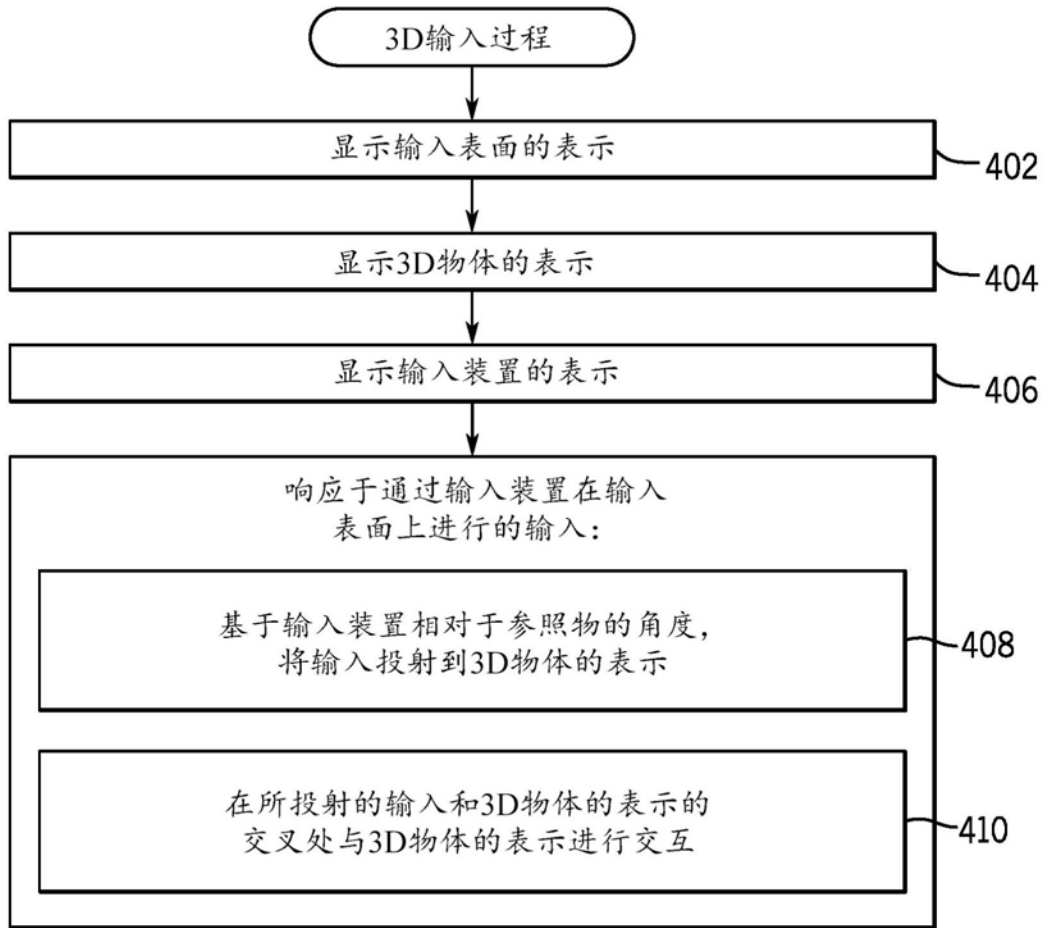 3D输入过程
显示输入表面的表示
402
显示3D物体的表示
404
显示输入装置的表示
406
响应于通过输入装置在输入
表面上进行的输入：
基于输入装置相对于参照物的角度，
将输入投射到3D物体的表示
408
在所投射的输入和3D物体的表示的
交叉处与3D物体的表示进行交互
410